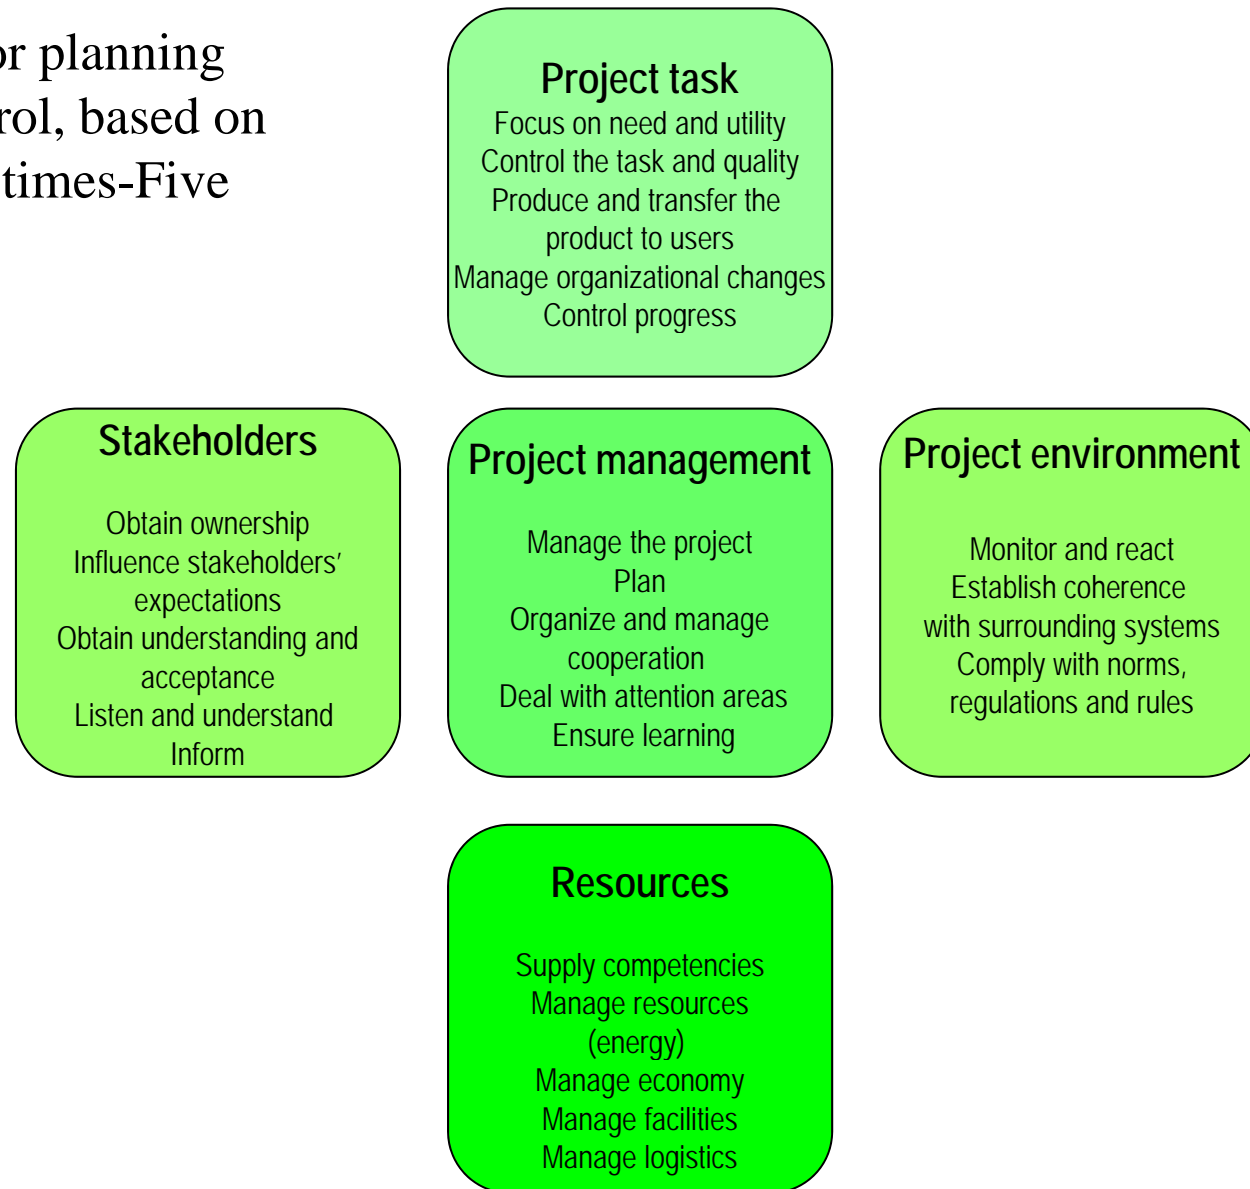 or planning
rol, based on
times-Five
Project task
Focus on need and utility
Control the task and quality
Produce and transfer the
product to users
Manage organizational changes
Control progress
Stakeholders
Obtain ownership
Influence stakeholders’
expectations
Obtain understanding and
acceptance
Listen and understand
Inform
Project management
Manage the project
Plan
Organize and manage
cooperation
Deal with attention areas
Ensure learning
Project environment
Monitor and react
Establish coherence
with surrounding systems
Comply with norms,
regulations and rules
Resources
Supply competencies
Manage resources
(energy)
Manage economy
Manage facilities
Manage logistics